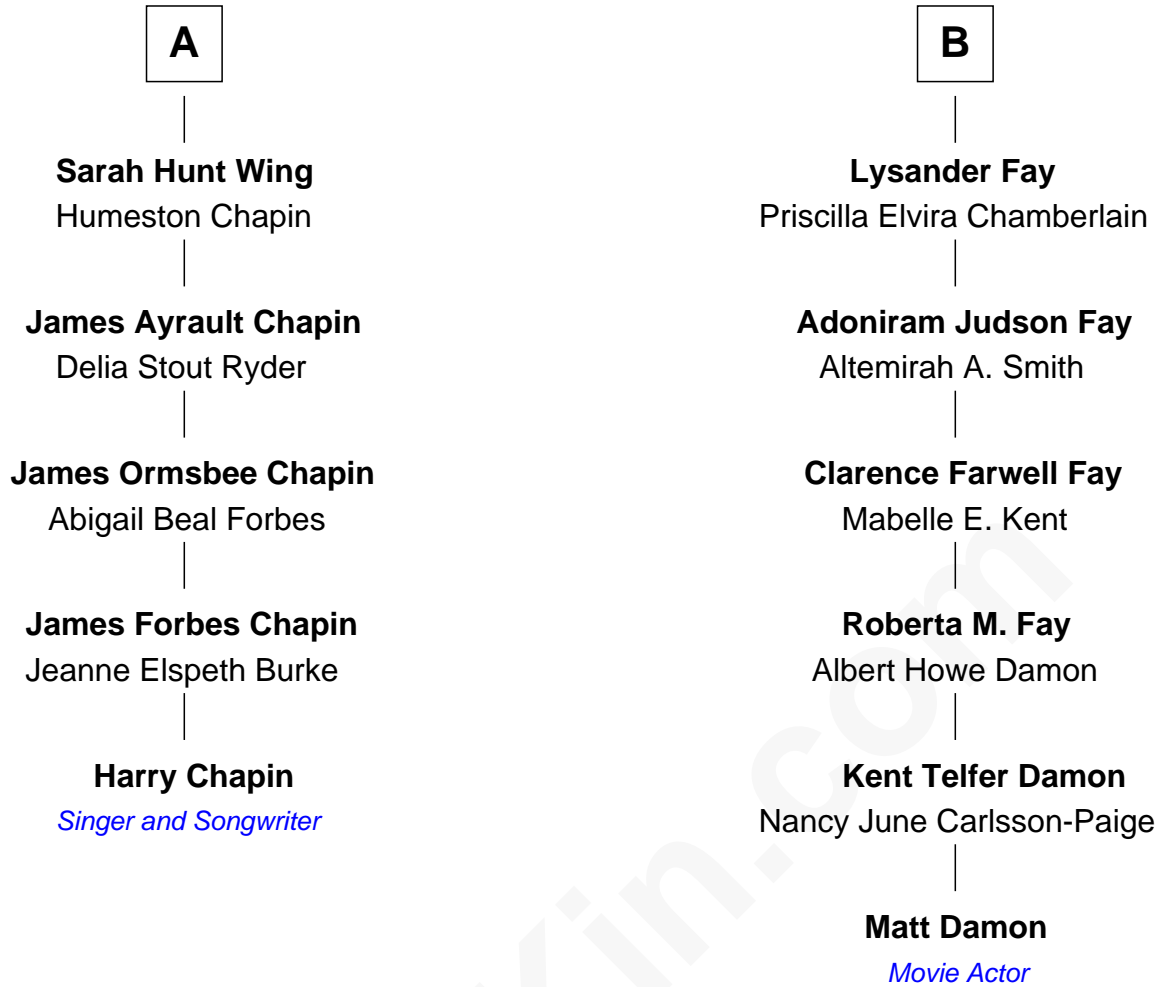 A
Sarah Hunt Wing
Humeston Chapin
James Ayrault Chapin
Delia Stout Ryder
James Ormsbee Chapin
Abigail Beal Forbes
James Forbes Chapin
Jeanne Elspeth Burke
Harry Chapin
Singer and Songwriter
B
Lysander Fay
Priscilla Elvira Chamberlain
Adoniram Judson Fay
Altemirah A. Smith
Clarence Farwell Fay
Mabelle E. Kent
Roberta M. Fay
Albert Howe Damon
Kent Telfer Damon
Nancy June Carlsson-Paige
Matt Damon
Movie Actor